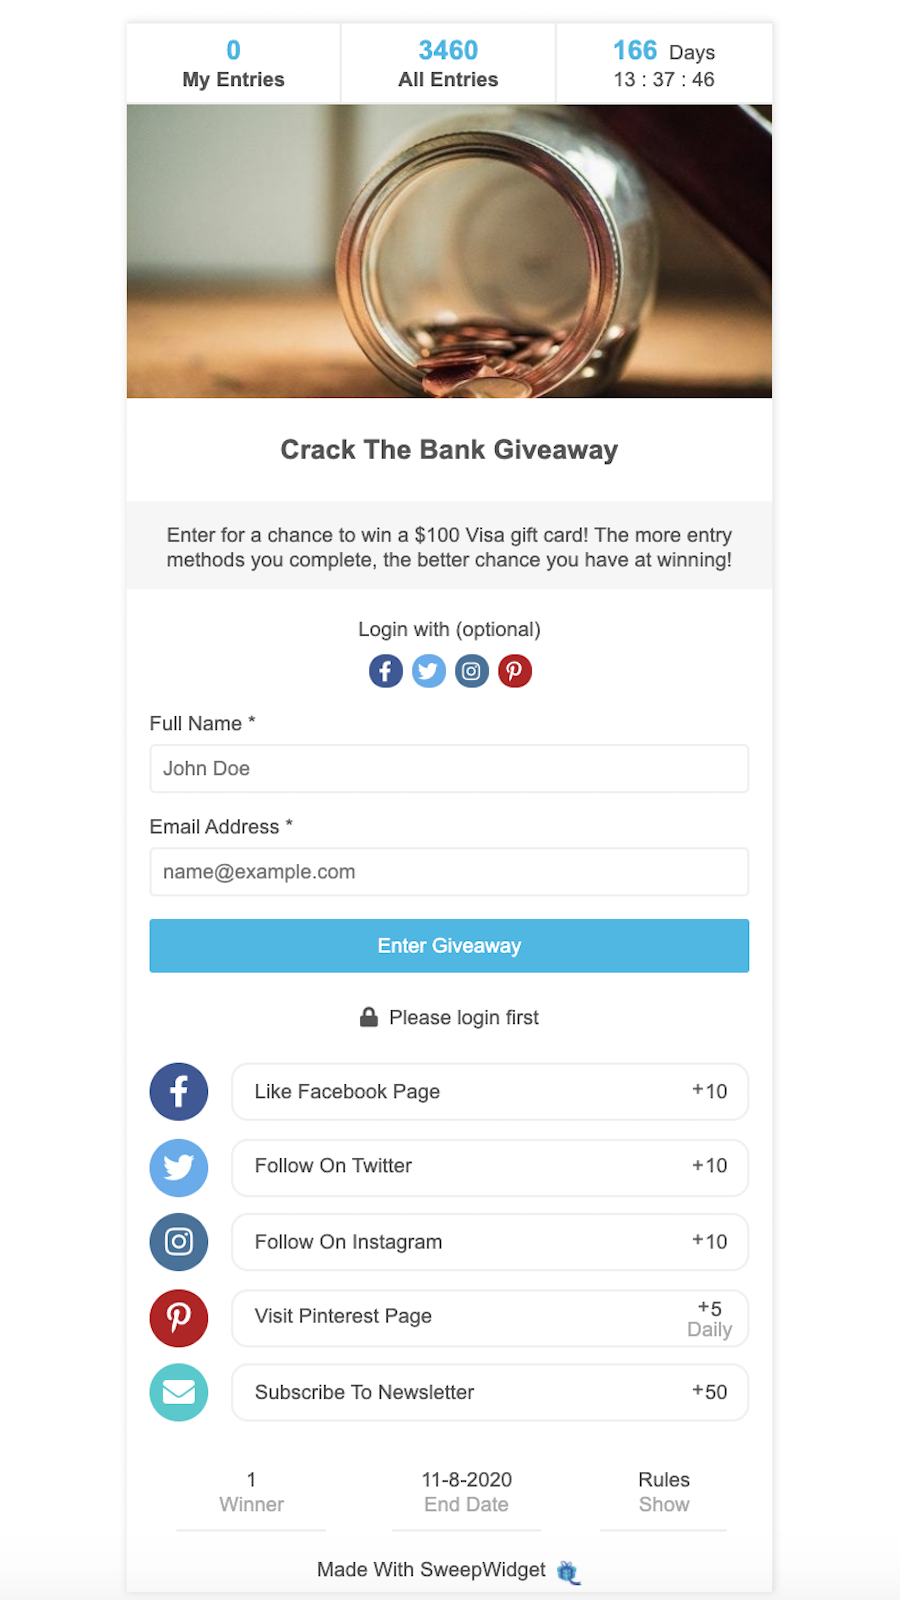 0
My Entries
3460
All Entries
166 Days
13 : 37 : 46
Crack The Bank Giveaway
Enter for a chance to win a $100 Visa gift card! The more entry
methods you complete, the better chance you have at winning!
Login with (optional)
Full Name *
John Doe
Email Address *
name@example.com
Enter Giveaway
Please login first
Like Facebook Page +10
Follow On Twitter +10
Follow On Instagram +10
Visit Pinterest Page +5
Daily
Subscribe To Newsletter +50
1
Winner
11-8-2020
End Date
Rules
Show
Made With SweepWidget